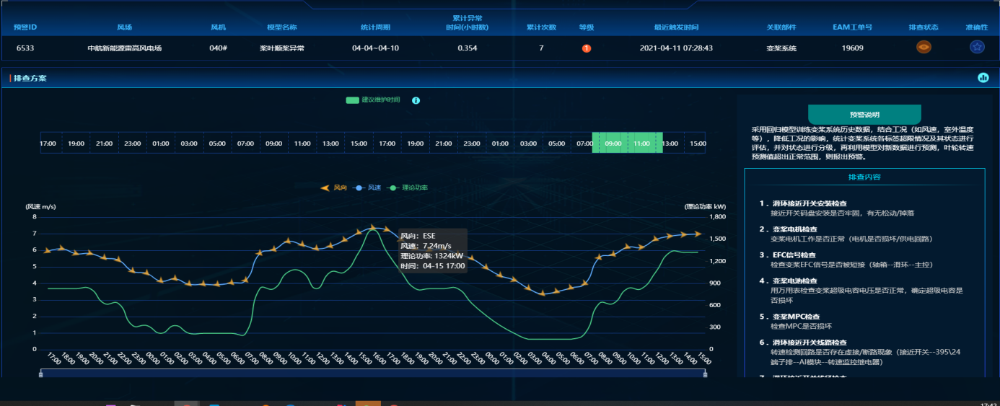 预警ID 风场 风机 模型名称 统计周期 累计异常时间(小时数) 累计次数 等级 最近触发时间 关联部件 EAM工单号 排查状态 准确性
6533 中航新能源雷高风电场 040# 桨叶顺桨异常 04-04~04-10 0.354 7 1 2021-04-11 07:28:43 变桨系统 19609
排查方案
建议维护时间
17:00 19:00 21:00 23:00 01:00 03:00 05:00 07:00 09:00 11:00 13:00 15:00 17:00 19:00 21:00 23:00 01:00 03:00 05:00 07:00 09:00 11:00 13:00 15:00
风向 风速 理论功率
(风速 m/s) (理论功率 kW)
8 1,800
7 1,500
6 1,200
5
4 900
3 600
2 300
1
0 0
风向: ESE
风速: 7.24m/s
理论功率: 1324kW
时间: 04-15 17:00
17:00 18:00 19:00 20:00 21:00 22:00 23:00 00:00 01:00 02:00 03:00 04:00 05:00 06:00 07:00 08:00 09:00 10:00 11:00 12:00 13:00 14:00 15:00 16:00 17:00 18:00 19:00 20:00 21:00 22:00 23:00 00:00 01:00 02:00 03:00 04:00 05:00 06:00 07:00 08:00 09:00 10:00 11:00 12:00 13:00 14:00 15:00
预警说明
采用回归模型训练变桨系统历史数据，结合工况（如风速，室外温度
等），降低工况的影响，统计变桨系统各标签超限情况及其状态进行
评估，并对状态进行分级，再利用模型对新数据进行预测，叶轮转速
预测值超出正常范围，则报出预警。
排查内容
1．滑环接近开关安装检查
接近开关码盘安装是否牢固，有无松动/掉落
2．变桨电机检查
变桨电机工作是否正常（电机是否损坏/供电回路）
3．EFC信号检查
检查变桨EFC信号是否被短接（轴箱--滑环--主控）
4．变桨电池检查
用万用表检查变桨超级电容电压是否正常，确定超级电容是
否损坏
5．变桨MPC检查
检查MPC是否损坏
6．滑环接近开关线路检查
转速检测回路是否存在虚接/断路现象（接近开关--395\24
端子排--AI模块--转速监控继电器）
17:42